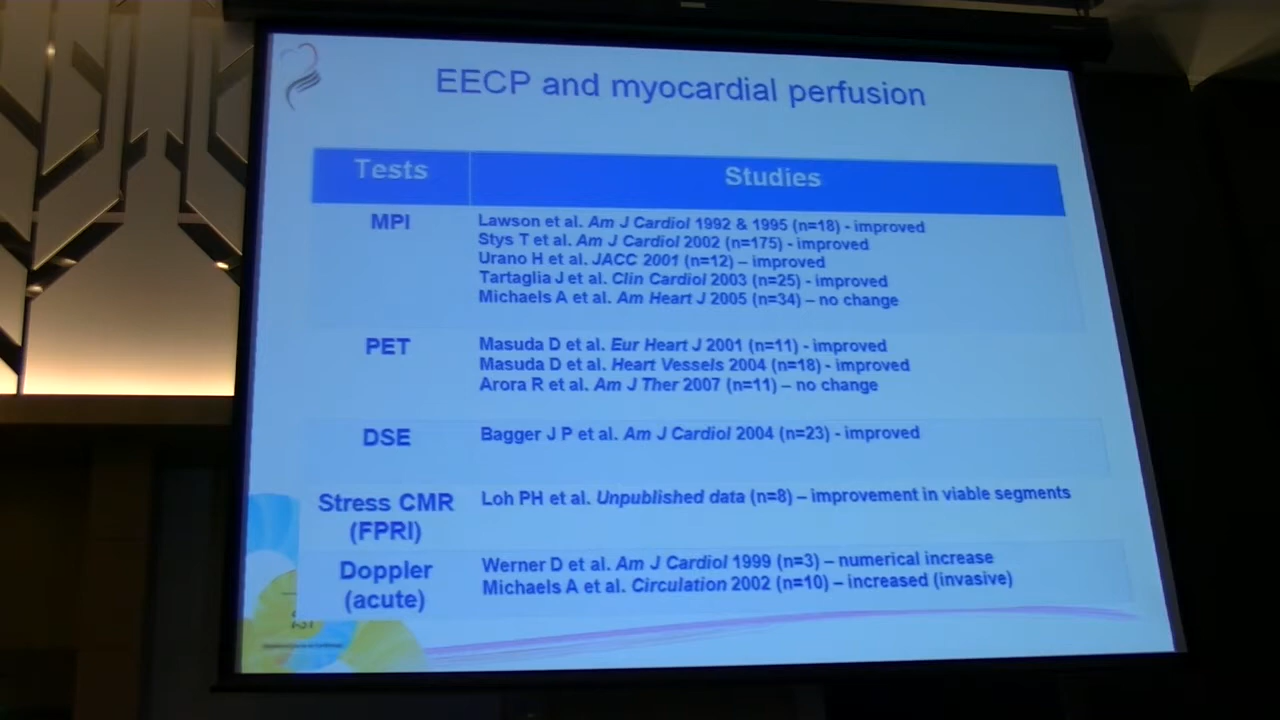 EECP and myocardial perfusion
Tests Studies
MPI
Lawson et al. Am J Cardiol 1992 & 1995 (n=18) - improved
Stys T et al. Am J Cardiol 2002 (n=175) - improved
Urano H et al. JACC 2001 (n=12) – improved
Tartaglia J et al. Clin Cardiol 2003 (n=25) - improved
Michaels A et al. Am Heart J 2005 (n=34) – no change
PET
Masuda D et al. Eur Heart J 2001 (n=11) - improved
Masuda D et al. Heart Vessels 2004 (n=18) - improved
Arora R et al. Am J Ther 2007 (n=11) – no change
DSE
Bagger J P et al. Am J Cardiol 2004 (n=23) - improved
Stress CMR
(FPRI)
Loh PH et al. Unpublished data (n=8) – improvement in viable segments
Doppler
(acute)
Werner D et al. Am J Cardiol 1999 (n=3) – numerical increase
Michaels A et al. Circulation 2002 (n=10) – increased (invasive)